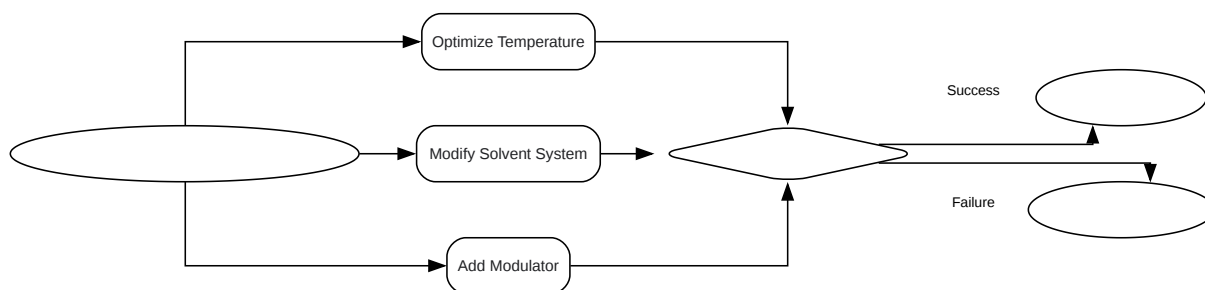 Optimize Temperature
Success
Modify Solvent System
Failure
Add Modulator